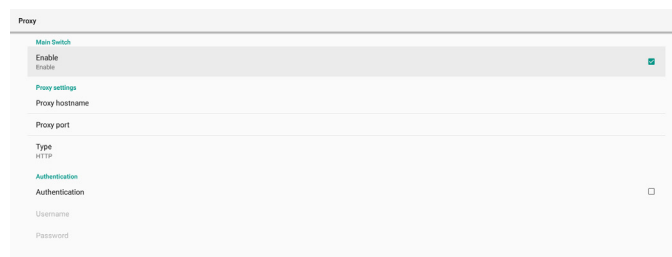 Proxy
Main Switch
Enable
Enable
Proxy settings
Proxy hostname
Proxy port
Type
HTTP
Authentication
Authentication
Username
Password